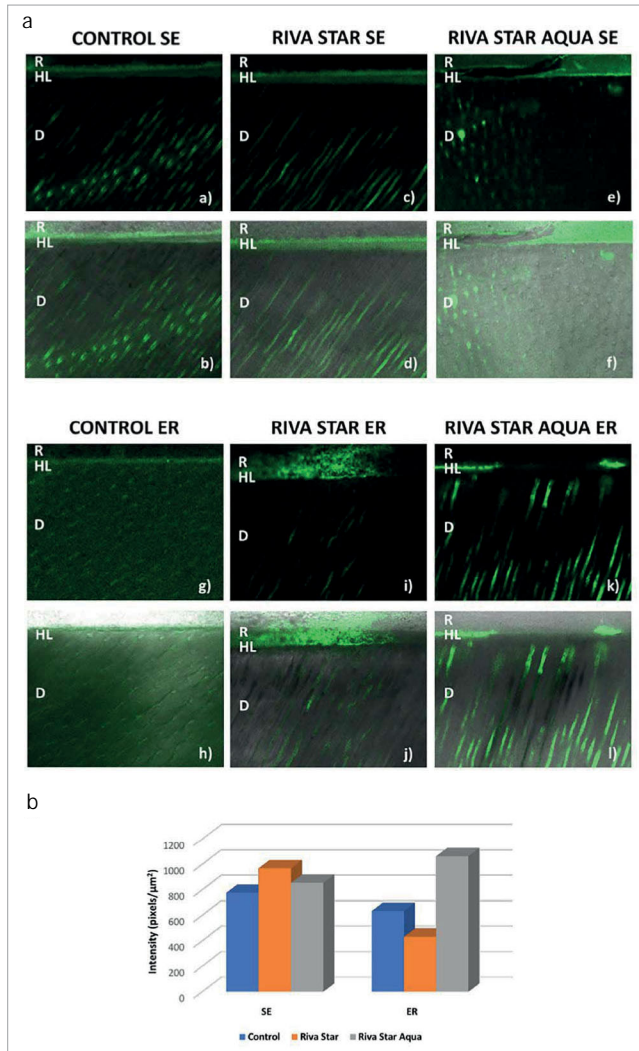 a
CONTROL SE RIVA STAR SE RIVA STAR AQUA SE
R R R
HL HL HL
D D D
a) c) e)
R R R
HL HL HL
D D D
b) d) f)
CONTROL ER RIVA STAR ER RIVA STAR AQUA ER
R R R
HL HL HL
D D D
g) i) k)
HL R R
HL HL
D D D
h) j) l)
b
1200
1000
800
600
400
200
0
Intensity (pixels/μm²)
SE ER
Control Riva Star Riva Star Aqua